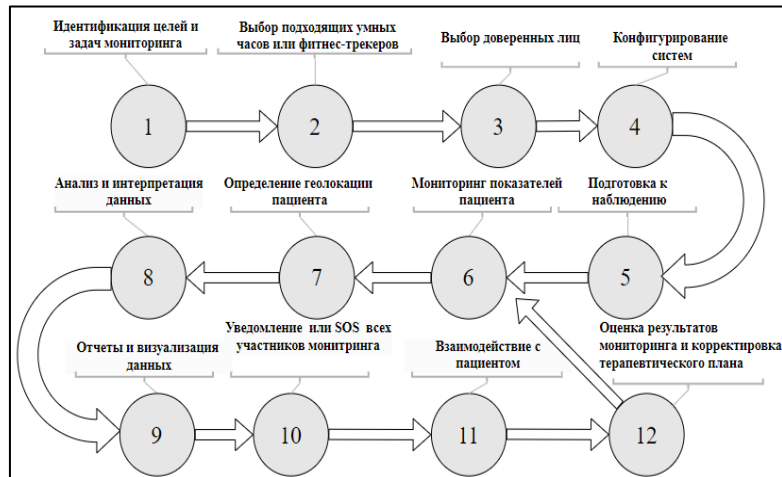 Идентификация целей и
задач мониторинга
Выбор подходящих умных
часов или фитнес-трекеров
Выбор доверенных лиц
Конфигурирование
систем
1
2
3
4
Анализ и интерпретация
данных
Определение геолокации
пациента
Мониторинг показателей
пациента
Подготовка к
наблюдению
8
7
6
5
Отчеты и визуализация
данных
Уведомление или SOS всех
участников монитринга
Взаимодействие с
пациентом
Оценка результатов
мониторинга и корректировка
терапевтического плана
9
10
11
12